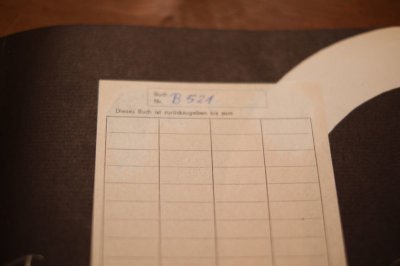 Buch
Nr. B 521
Dieses Buch ist zurückzugeben bis zum